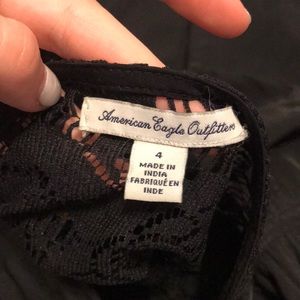 American Eagle Outfitters
4
MADE IN
INDIA
FABRIQUÉ EN
INDE